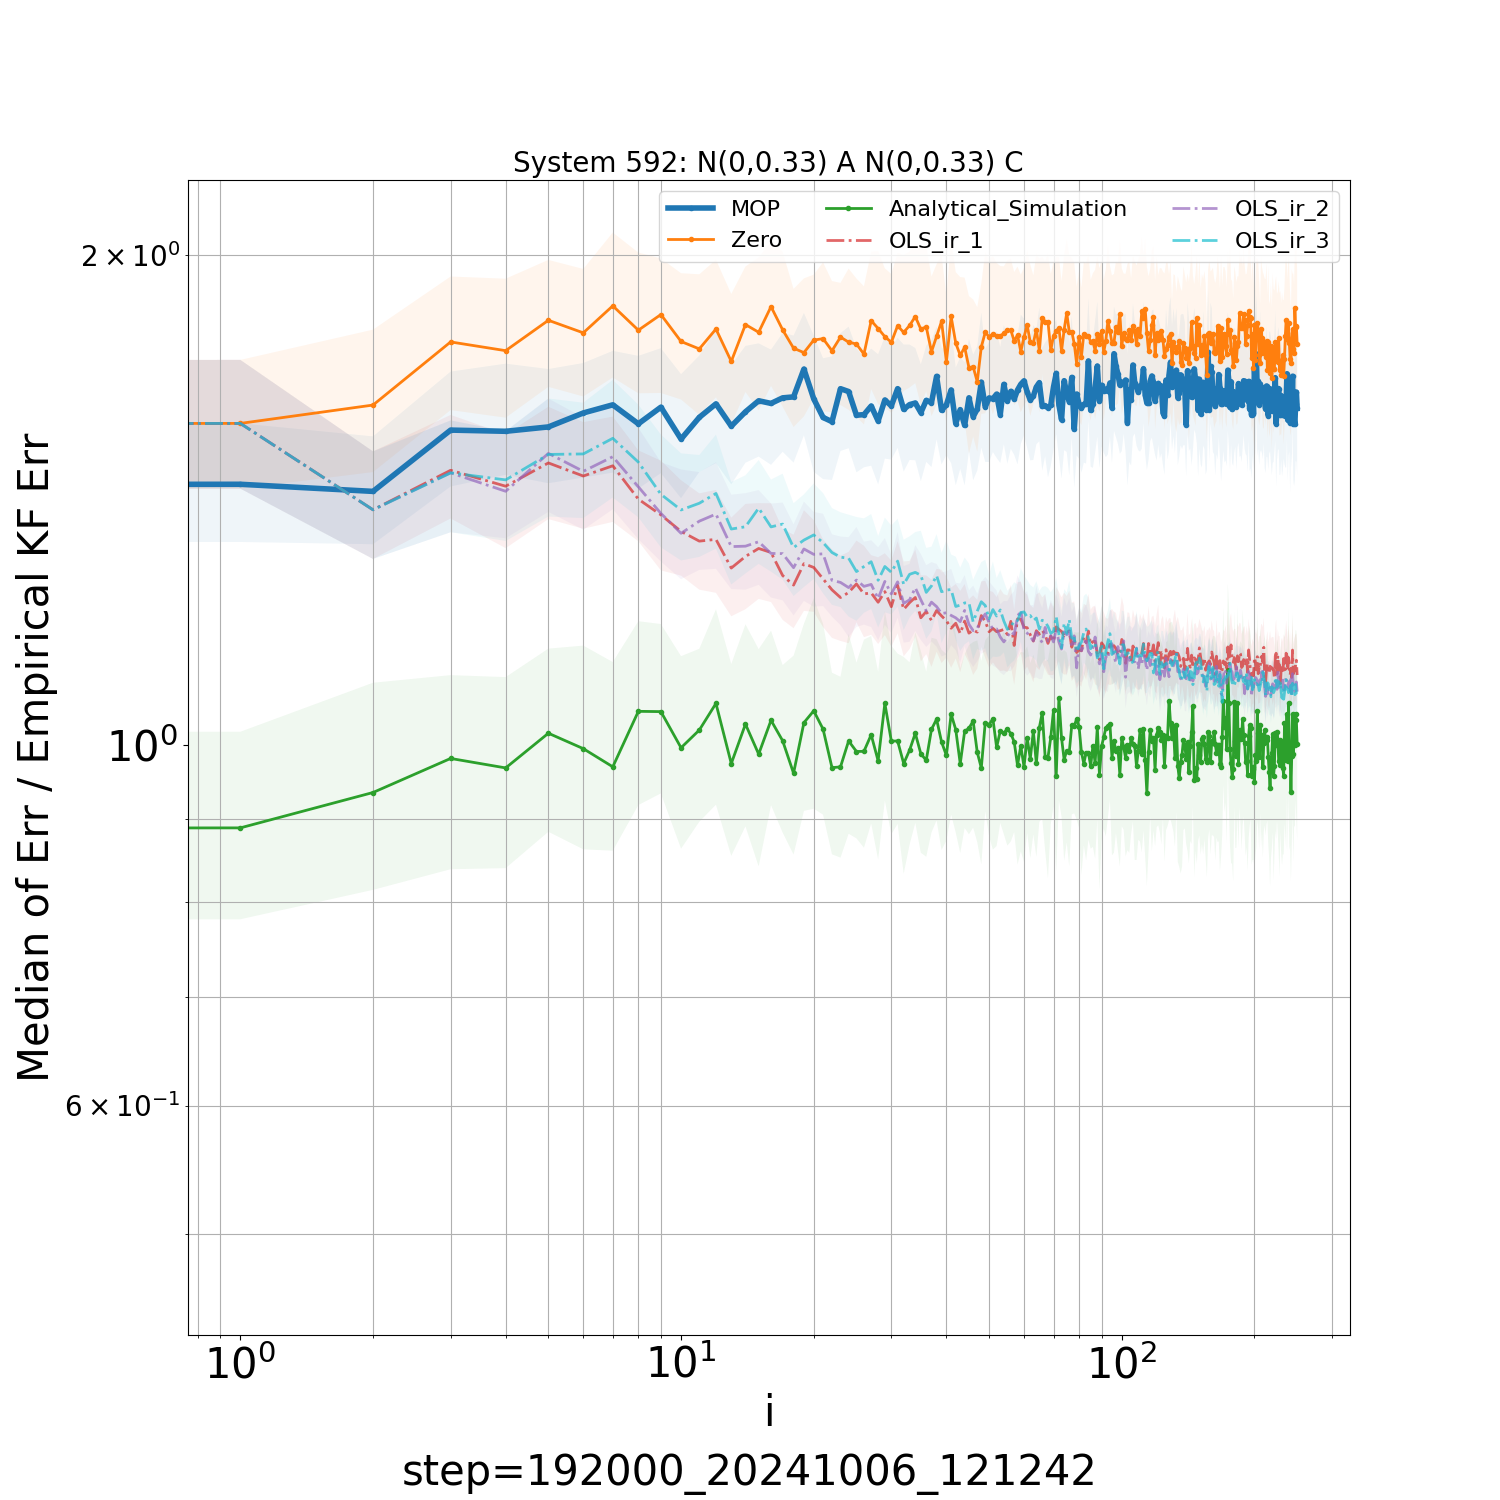 System 592: N(0,0.33) A N(0,0.33) C
MOP
Zero
Analytical_Simulation
OLS_ir_1
OLS_ir_2
OLS_ir_3
Median of Err / Empirical KF Err
2 × 10⁰
10⁰
6 × 10⁻¹
10⁰ 10¹ 10²
i
step=192000_20241006_121242